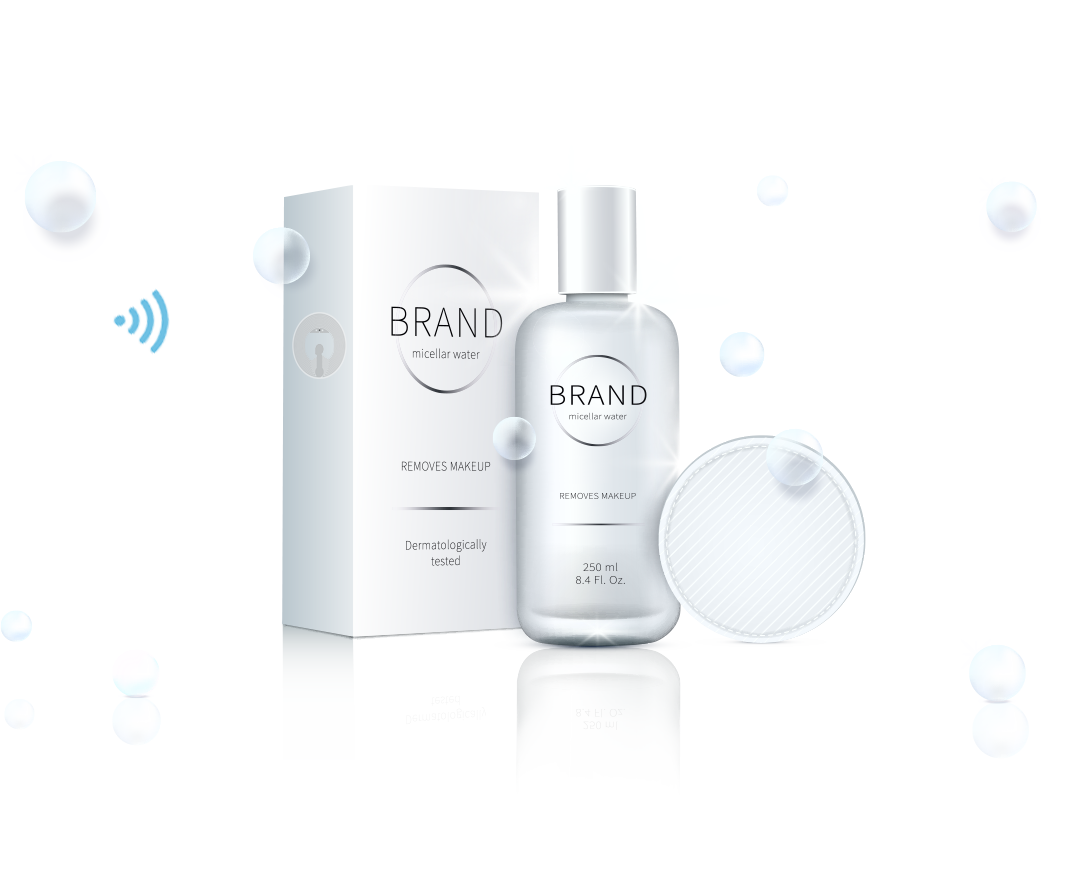 BRAND
micellar water
REMOVES MAKEUP
Dermatologically
tested
BRAND
micellar water
REMOVES MAKEUP
250 ml
8.4 Fl. Oz.